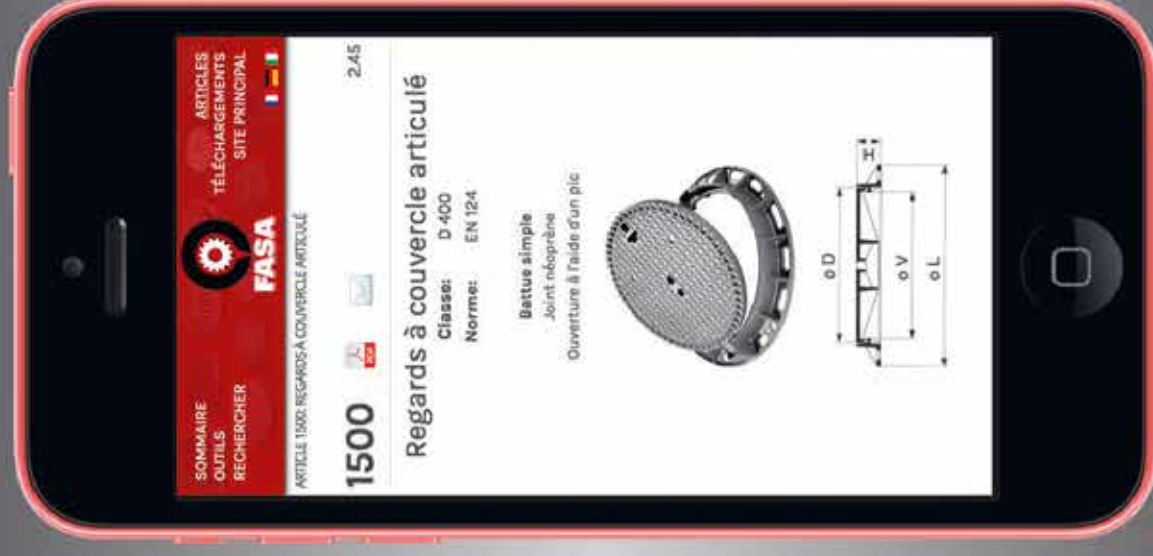 SOMMAIRE
OUTILS
RECHERCHER
FASA
ARTICLES
TÉLÉCHARGEMENTS
SITE PRINCIPAL
ARTICLE 1500: REGARDS À COUVERCLE ARTICULÉ
1500
2.45
Regards à couvercle articulé
Classe: D 400
Norme: EN 124
Battue simple
Joint néoprène
Ouverture à l'aide d'un pic
H
o D
o V
o L